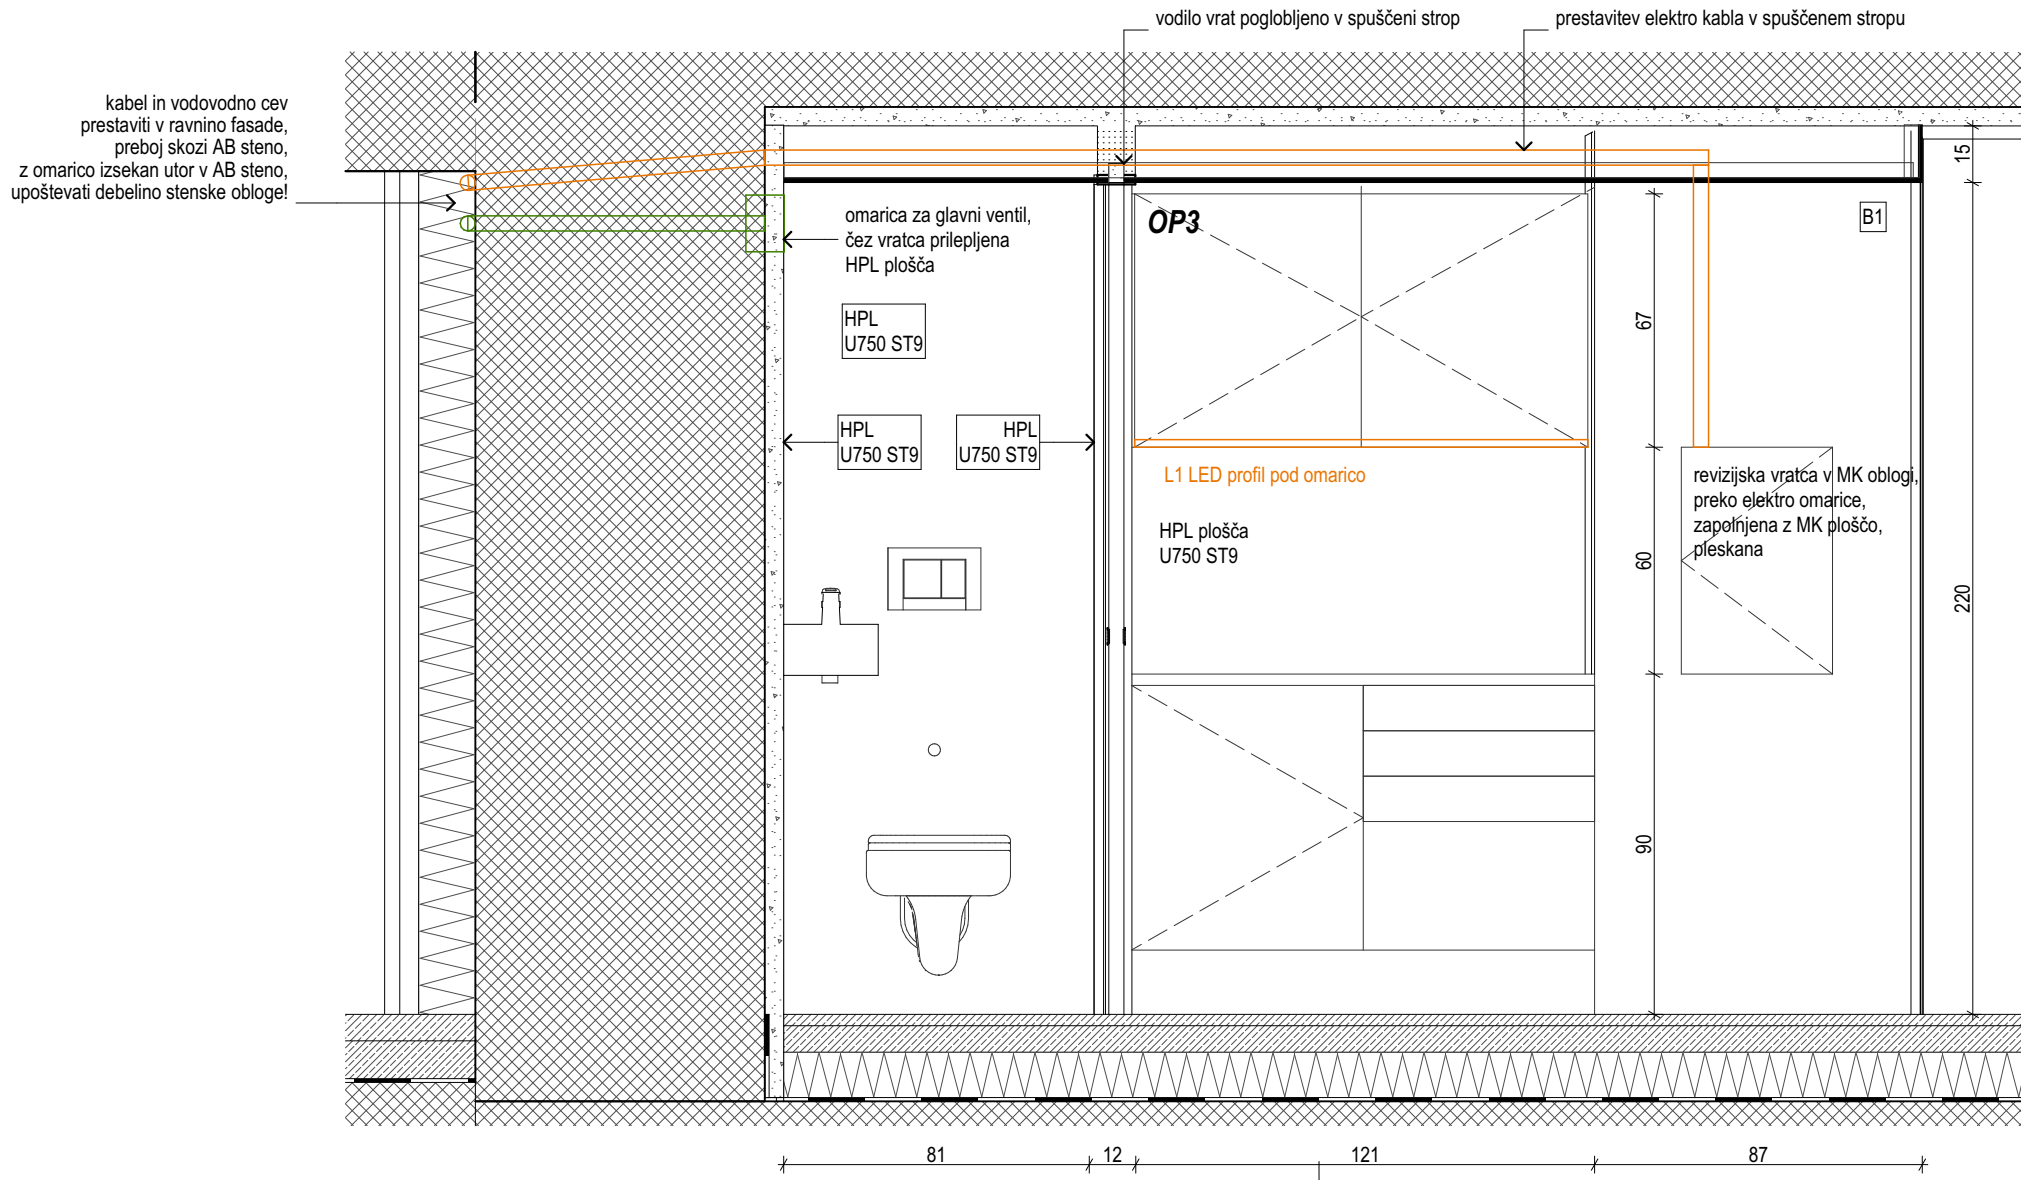 vodilo vrat poglobljeno v spuščeni strop
prestavitev elektro kabla v spuščenem stropu
kabel in vodovodno cev
prestaviti v ravnino fasade,
preboj skozi AB steno,
z omarico izsekan utor v AB steno,
upoštevati debelino stenske obloge!
15
omarica za glavni ventil,
čez vratca prilepljena
HPL plošča
OP3
B1
HPL
U750 ST9
67
HPL
U750 ST9
HPL
U750 ST9
L1 LED profil pod omarico
revizijska vratca v MK oblogi,
preko elektro omarice,
zapolnjena z MK ploščo,
pleskana
HPL plošča
U750 ST9
60
220
90
81
12
121
87